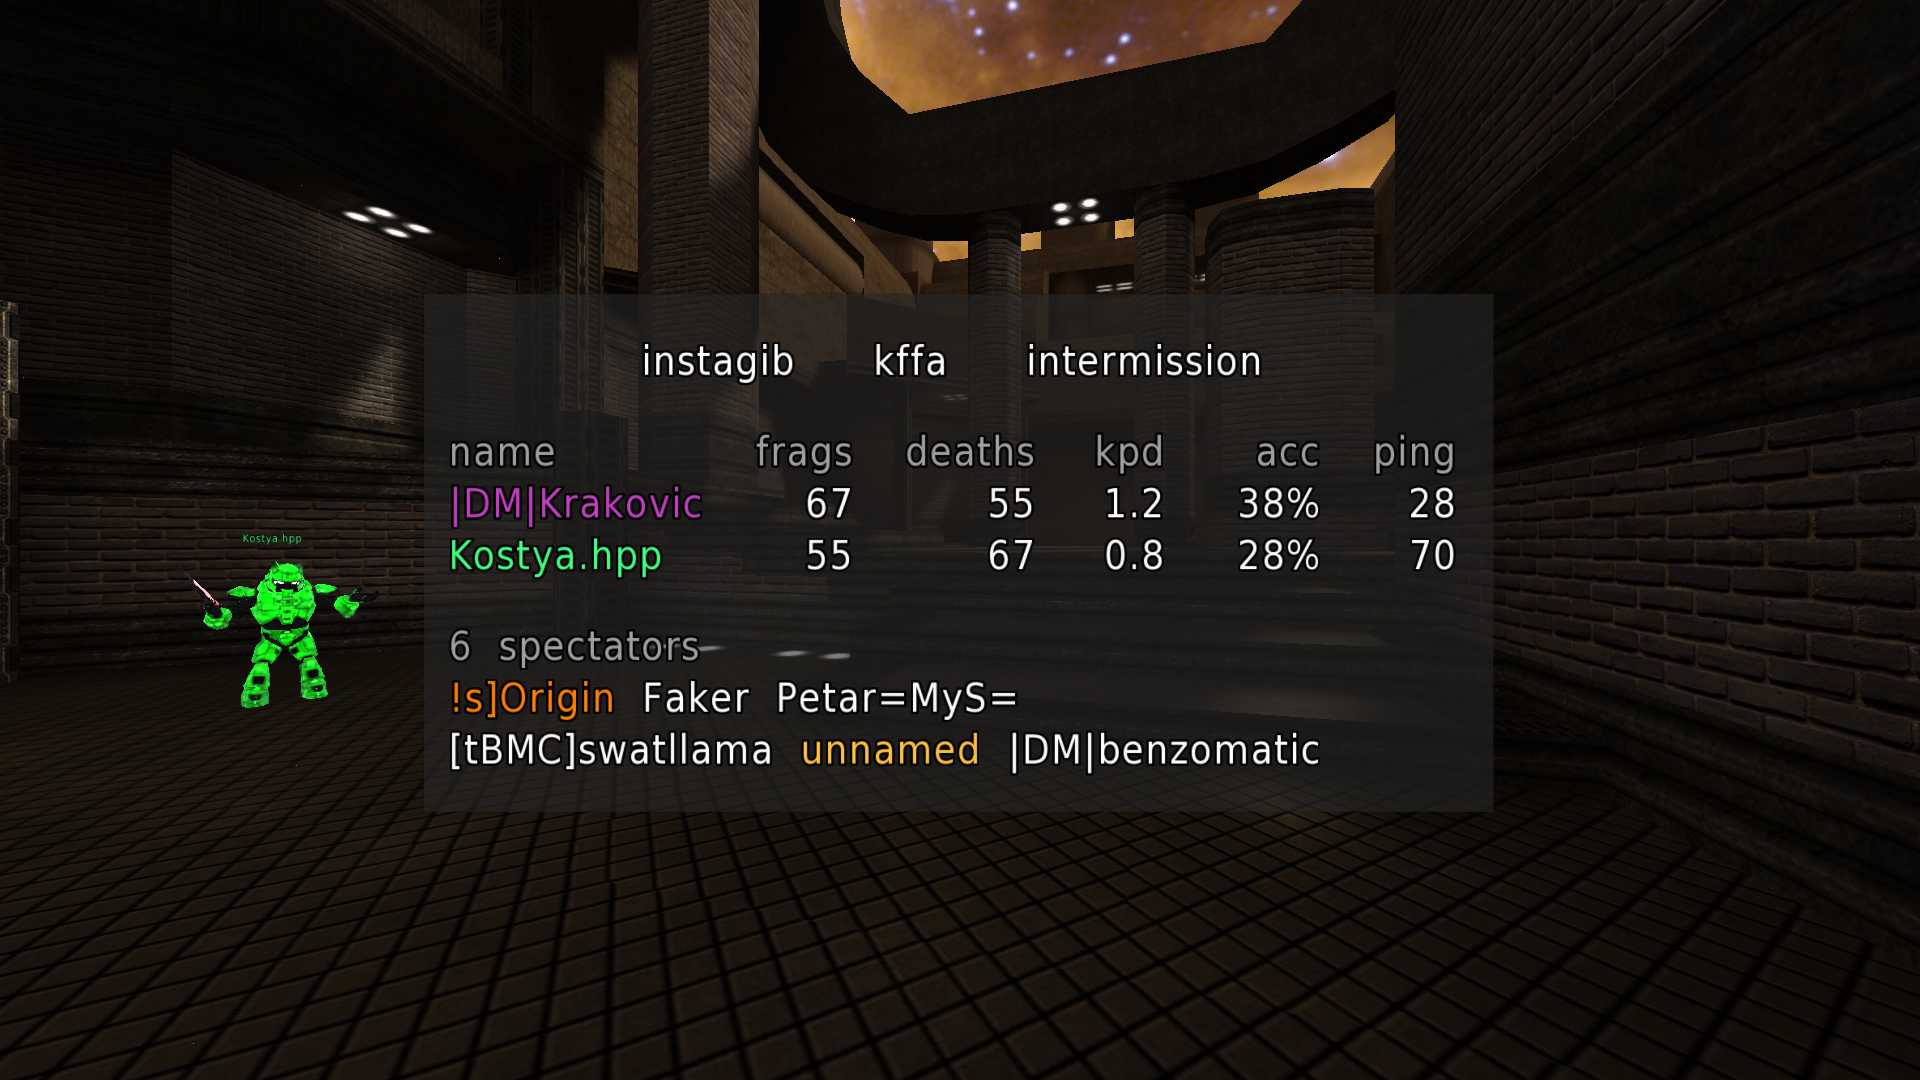 instagib kffa intermission
name frags deaths kpd acc ping
|DM|Krakovic 67 55 1.2 38% 28
Kostya.hpp 55 67 0.8 28% 70
Kostya.hpp
6 spectators
!s]Origin Faker Petar=MyS=
[tBMC]swatllama unnamed |DM|benzomatic